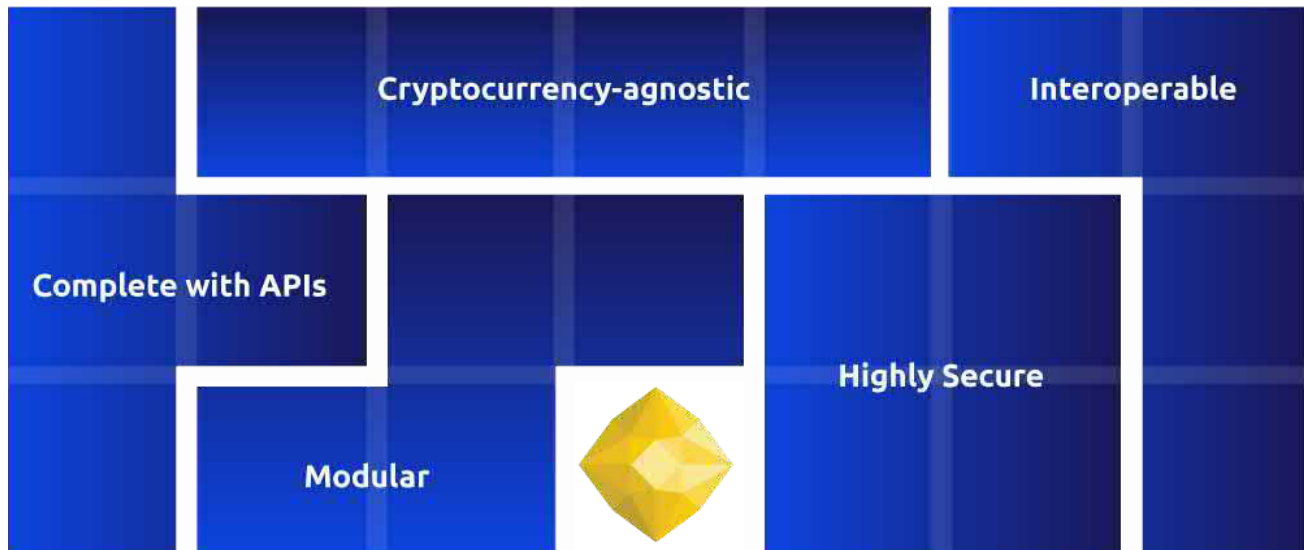 Cryptocurrency-agnostic
Interoperable
Complete with APIs
Highly Secure
Modular